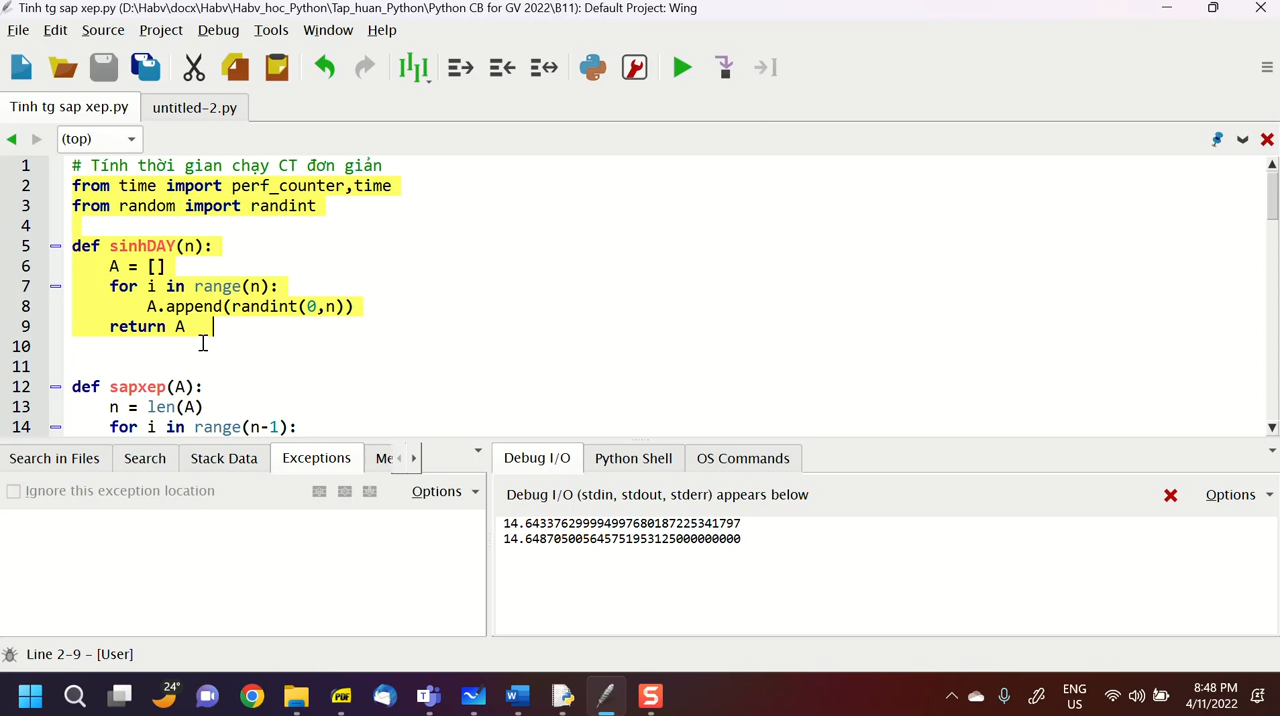 Tinh tg sap xep.py (D:\Habv\docx\Habv\Habv_hoc_Python\Tap_huan_Python\Python CB for GV 2022\B11): Default Project: Wing
File Edit Source Project Debug Tools Window Help
Tinh tg sap xep.py untitled-2.py
(top)
1 # Tính thời gian chạy CT đơn giản
2 from time import perf_counter,time
3 from random import randint
4
5 def sinhDAY(n):
6 A = []
7 for i in range(n):
8 A.append(randint(0,n))
9 return A
10
11
12 def sapxep(A):
13 n = len(A)
14 for i in range(n-1):
Search in Files Search Stack Data Exceptions Me Debug I/O Python Shell OS Commands
Ignore this exception location Options Debug I/O (stdin, stdout, stderr) appears below Options
14.643376299994997680187225341797
14.648705005645751953125000000000
Line 2-9 - [User]
24° PDF S ENG US 8:48 PM 4/11/2022